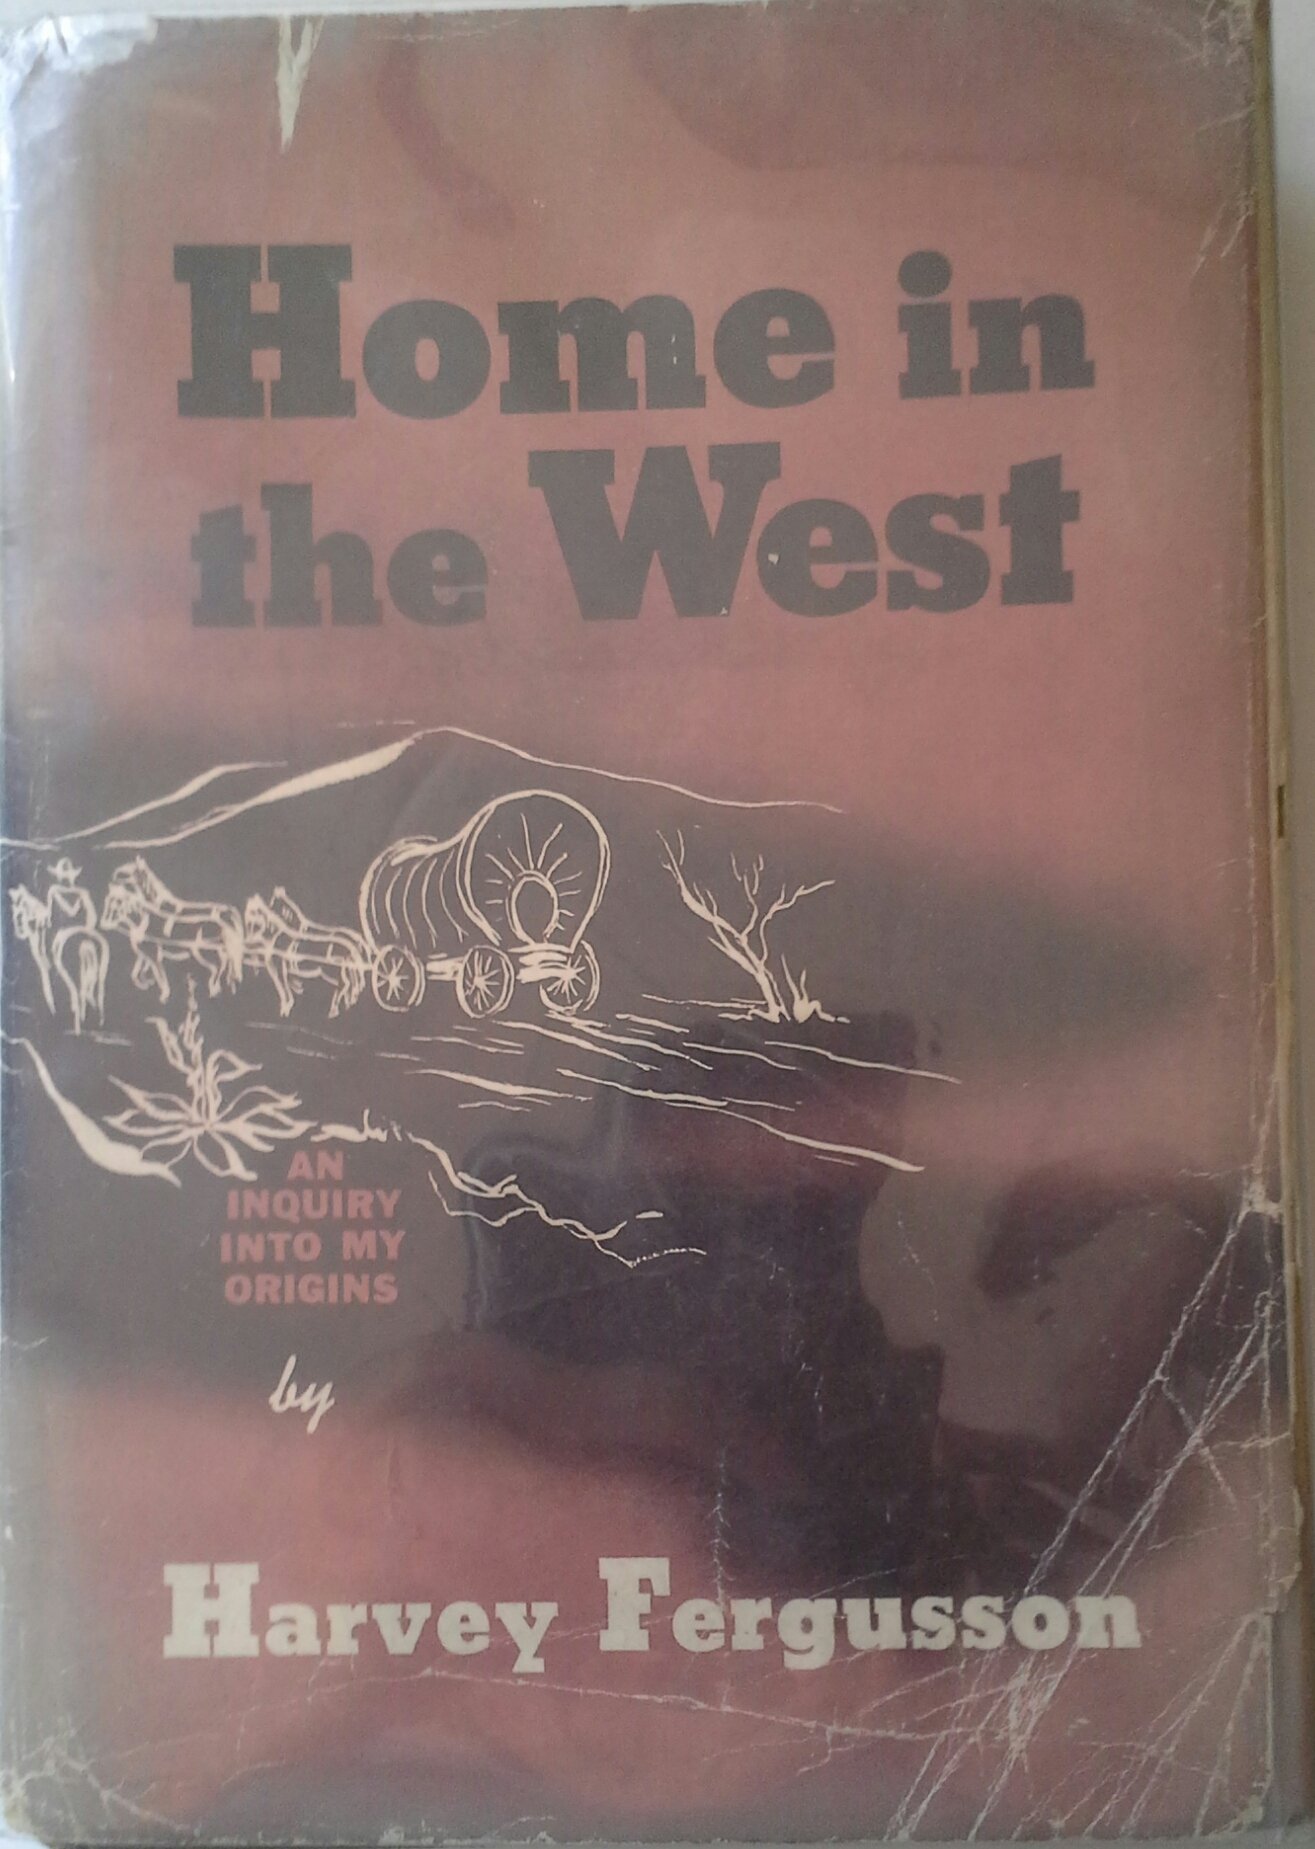 Home in
the West
AN
INQUIRY
INTO MY
ORIGINS
by
Harvey Fergusson